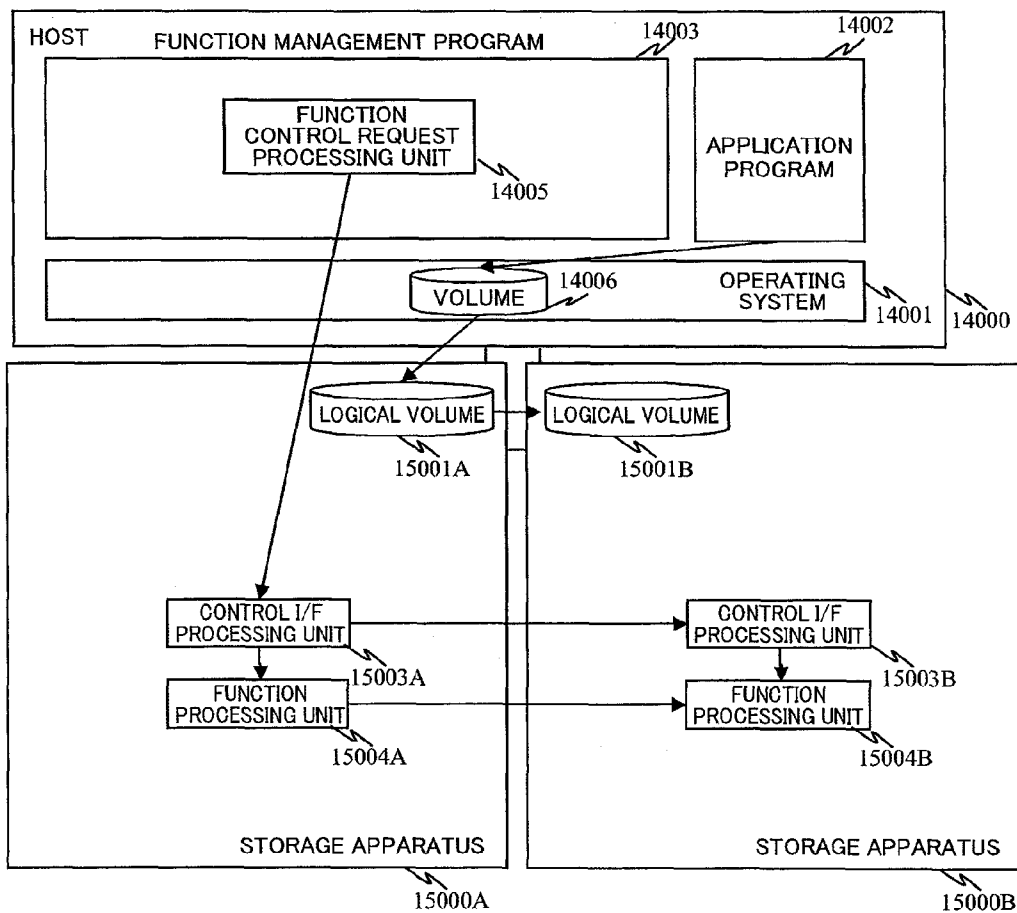 HOST
FUNCTION MANAGEMENT PROGRAM
14003
14002
FUNCTION
CONTROL REQUEST
PROCESSING UNIT
14005
APPLICATION
PROGRAM
VOLUME
14006
OPERATING
SYSTEM
14001
14000
LOGICAL VOLUME
15001A
LOGICAL VOLUME
15001B
CONTROL I/F
PROCESSING UNIT
15003A
CONTROL I/F
PROCESSING UNIT
15003B
FUNCTION
PROCESSING UNIT
15004A
FUNCTION
PROCESSING UNIT
15004B
STORAGE APPARATUS
15000A
STORAGE APPARATUS
15000B